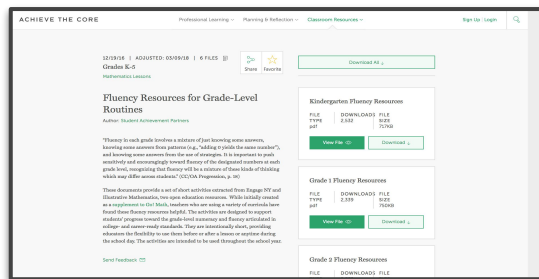 ACHIEVE THE CORE
Professional Learning
Planning & Reflection
Classroom Resources
Sign Up | Login
12/19/16 | ADJUSTED: 03/09/18 | 6 FILES
Grades K-5
Mathematics Lessons
Share
Favorite
Fluency Resources for Grade-Level
Routines
Author: Student Achievement Partners
"Fluency in each grade involves a mixture of just knowing some answers,
knowing some answers from patterns (e.g., "adding 0 yields the same number"),
and knowing some answers from the use of strategies. It is important to push
sensitively and encouragingly toward fluency of the designated numbers at each
grade level, recognizing that fluency will be a mixture of these kinds of thinking
which may differ across students." (CC/OA Progression, p. 18)
These documents provide a set of short activities extracted from Engage NY and
Illustrative Mathematics, two open education resources. While initially created
as a supplement to Go! Math, teachers who are using a variety of curricula have
found these fluency resources helpful. The activities are designed to support
students' progress toward the grade-level numeracy and fluency articulated in
college- and career-ready standards. They are intentionally short, providing
educators the flexibility to use them before or after a lesson or anytime during
the school day. The activities are intended to be used throughout the school year.
Send Feedback
Download All
Kindergarten Fluency Resources
FILE TYPE DOWNLOADS FILE SIZE
pdf 2,532 717KB
View File
Download
Grade 1 Fluency Resources
FILE TYPE DOWNLOADS FILE SIZE
pdf 2,339 750KB
View File
Download
Grade 2 Fluency Resources
FILE DOWNLOADS FILE